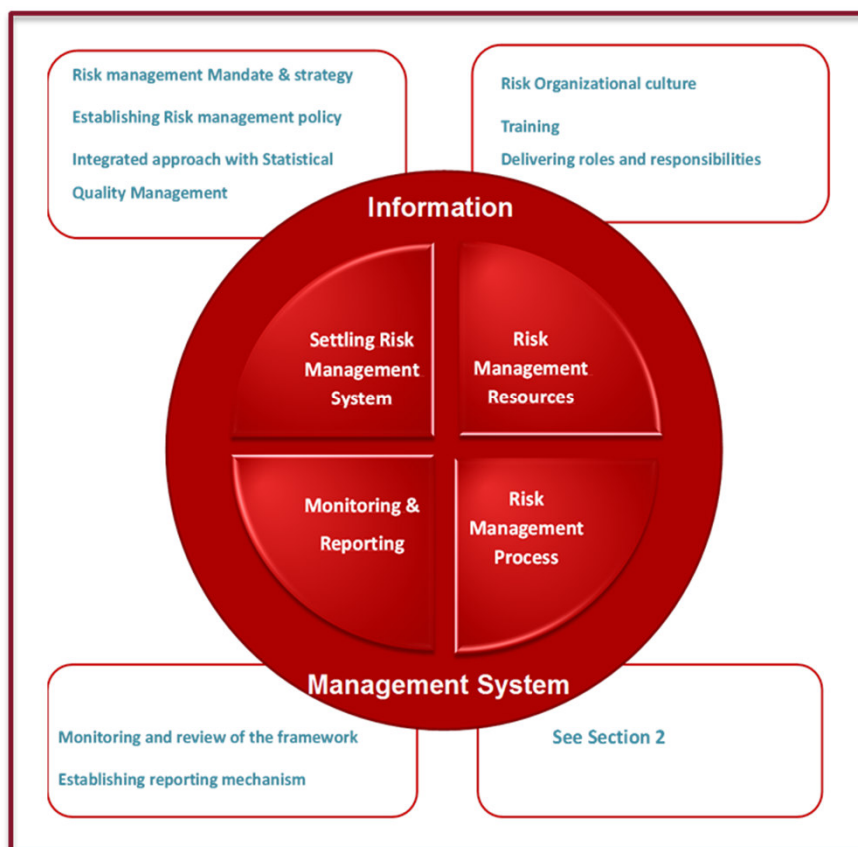 Risk management Mandate & strategy
Establishing Risk management policy
Integrated approach with Statistical
Quality Management
Risk Organizational culture
Training
Delivering roles and responsibilities
Information
Settling Risk
Management
System
Risk
Management
Resources
Monitoring &
Reporting
Risk
Management
Process
Management System
Monitoring and review of the framework
Establishing reporting mechanism
See Section 2